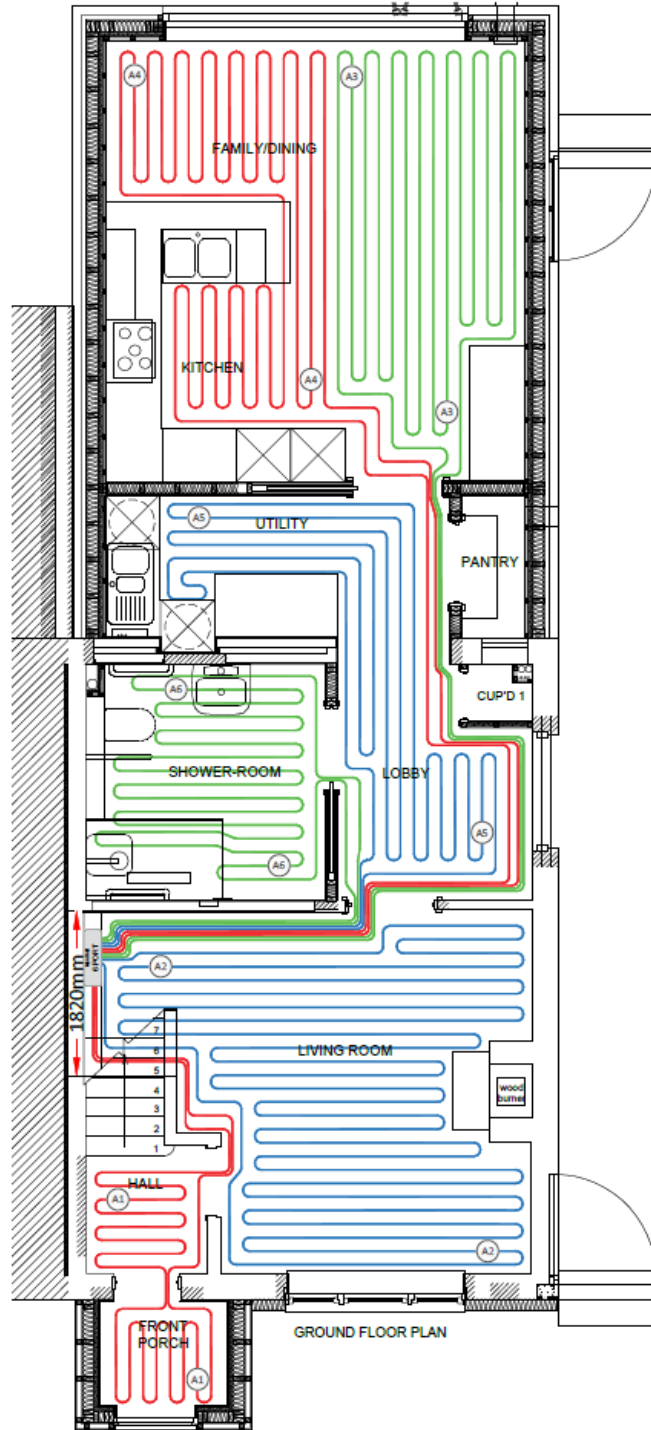 A4
A3
FAMILY/DINING
KITCHEN
A4
A3
A5
UTILITY
PANTRY
A6
CUP'D 1
SHOWER-ROOM
LOBBY
A5
A6
6PORT
1820mm
A2
7
6
5
4
3
2
1
LIVING ROOM
wood
burner
HALL
A1
A2
FRONT
PORCH
GROUND FLOOR PLAN
A1